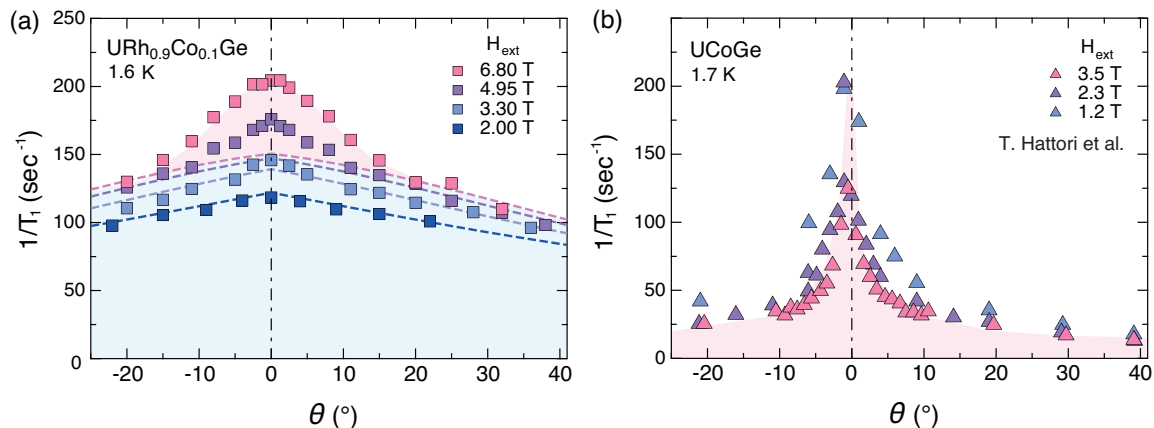 (a)
250
200
150
100
50
0
1/T₁ (sec⁻¹)
URh₀.₉Co₀.₁Ge
1.6 K
Hₑₓₜ
6.80 T
4.95 T
3.30 T
2.00 T
-20 -10 0 10 20 30 40
θ (°)
(b)
250
200
150
100
50
0
1/T₁ (sec⁻¹)
UCoGe
1.7 K
Hₑₓₜ
3.5 T
2.3 T
1.2 T
T. Hattori et al.
-20 -10 0 10 20 30 40
θ (°)